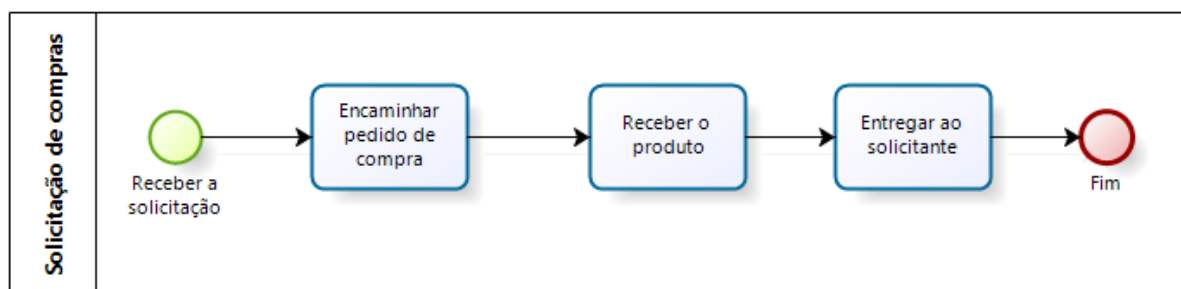 Solicitação de compras
Receber a
solicitação
Encaminhar
pedido de
compra
Receber o
produto
Entregar ao
solicitante
Fim